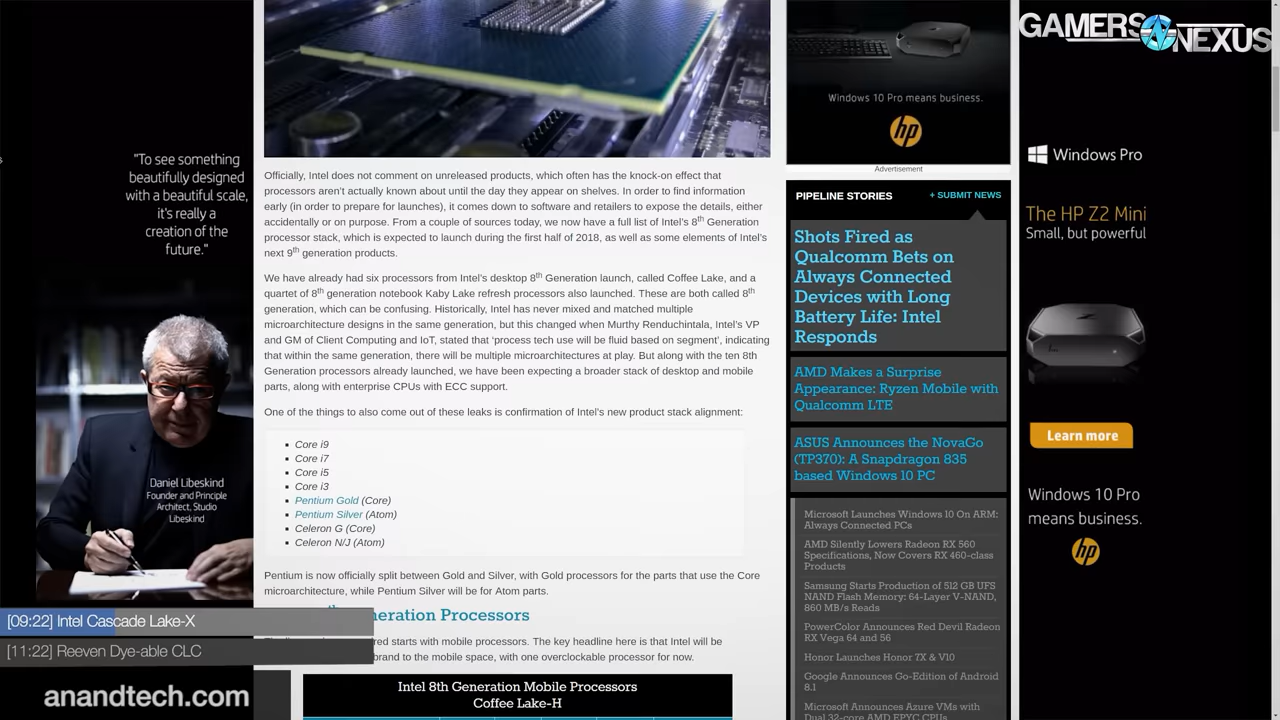 GAMERS NEXUS
"To see something
beautifully designed
with a beautiful scale,
it's really a
creation of the
future."
Daniel Libeskind
Founder and Principle
Architect, Studio
Libeskind
Officially, Intel does not comment on unreleased products, which often has the knock-on effect that
processors aren't actually known about until the day they appear on shelves. In order to find information
early (in order to prepare for launches), it comes down to software and retailers to expose the details, either
accidentally or on purpose. From a couple of sources today, we now have a full list of Intel's 8th Generation
processor stack, which is expected to launch during the first half of 2018, as well as some elements of Intel's
next 9th generation products.
We have already had six processors from Intel's desktop 8th Generation launch, called Coffee Lake, and a
quartet of 8th generation notebook Kaby Lake refresh processors also launched. These are both called 8th
generation, which can be confusing. Historically, Intel has never mixed and matched multiple
microarchitecture designs in the same generation, but this changed when Murthy Renduchintala, Intel's VP
and GM of Client Computing and IoT, stated that 'process tech use will be fluid based on segment', indicating
that within the same generation, there will be multiple microarchitectures at play. But along with the ten 8th
Generation processors already launched, we have been expecting a broader stack of desktop and mobile
parts, along with enterprise CPUs with ECC support.
One of the things to also come out of these leaks is confirmation of Intel's new product stack alignment:
Core i9
Core i7
Core i5
Core i3
Pentium Gold (Core)
Pentium Silver (Atom)
Celeron G (Core)
Celeron N/J (Atom)
Pentium is now officially split between Gold and Silver, with Gold processors for the parts that use the Core
microarchitecture, while Pentium Silver will be for Atom parts.
eneration Processors
red starts with mobile processors. The key headline here is that Intel will be
brand to the mobile space, with one overclockable processor for now.
Intel 8th Generation Mobile Processors
Coffee Lake-H
[09:22] Intel Cascade Lake-X
[11:22] Reeven Dye-able CLC
anandtech.com
Windows 10 Pro means business.
hp
Advertisement
PIPELINE STORIES
+ SUBMIT NEWS
Shots Fired as
Qualcomm Bets on
Always Connected
Devices with Long
Battery Life: Intel
Responds
AMD Makes a Surprise
Appearance: Ryzen Mobile with
Qualcomm LTE
ASUS Announces the NovaGo
(TP370): A Snapdragon 835
based Windows 10 PC
Microsoft Launches Windows 10 On ARM:
Always Connected PCs
AMD Silently Lowers Radeon RX 560
Specifications, Now Covers RX 460-class
Products
Samsung Starts Production of 512 GB UFS
NAND Flash Memory: 64-Layer V-NAND,
860 MB/s Reads
PowerColor Announces Red Devil Radeon
RX Vega 64 and 56
Honor Launches Honor 7X & V10
Google Announces Go-Edition of Android
8.1
Microsoft Announces Azure VMs with
Dual 32-core AMD EPYC CPUs
Windows Pro
The HP Z2 Mini
Small, but powerful
Learn more
Windows 10 Pro
means business.
hp